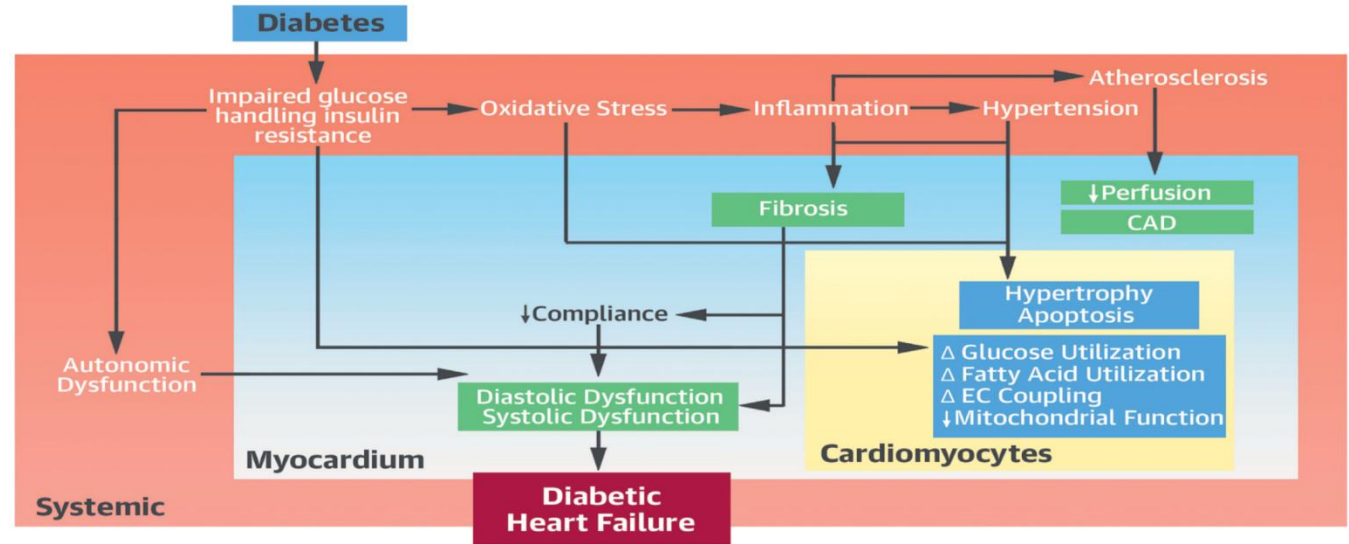 Diabetes
Impaired glucose
handling insulin
resistance
Oxidative Stress
Inflammation
Hypertension
Atherosclerosis
↓Perfusion
CAD
Fibrosis
Hypertrophy
Apoptosis
↓Compliance
Δ Glucose Utilization
Δ Fatty Acid Utilization
Δ EC Coupling
↓Mitochondrial Function
Autonomic
Dysfunction
Diastolic Dysfunction
Systolic Dysfunction
Myocardium
Cardiomyocytes
Systemic
Diabetic
Heart Failure